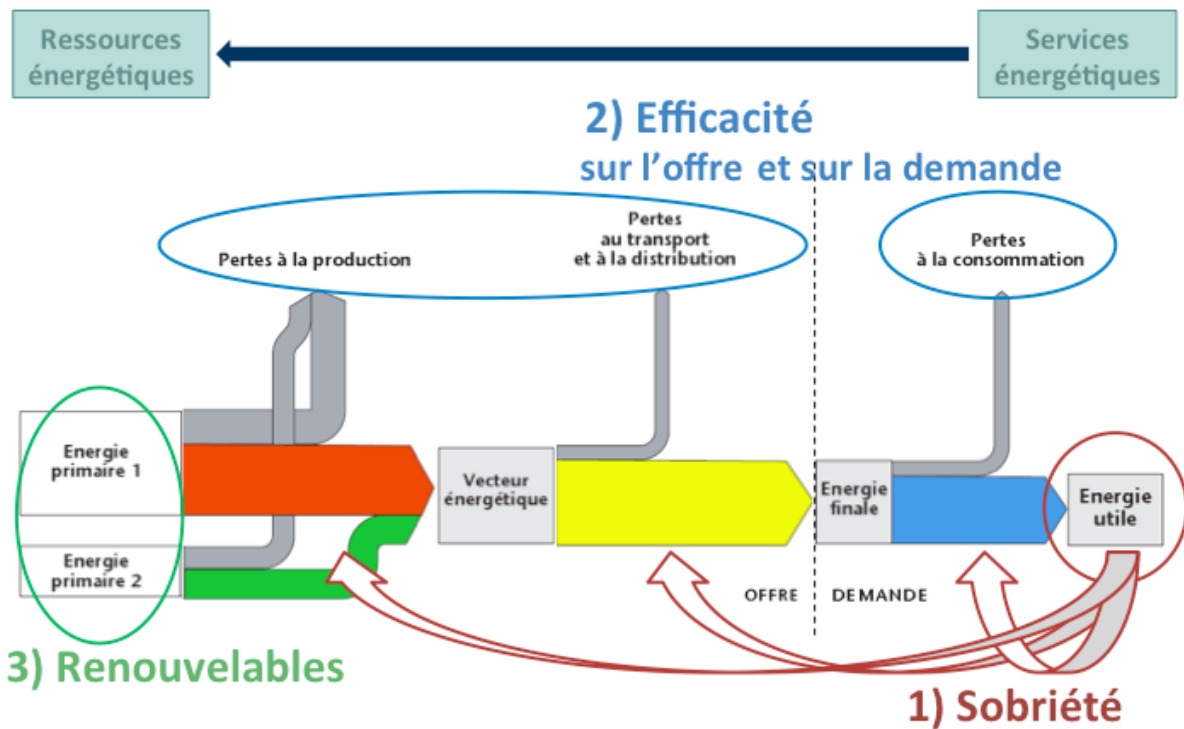 Ressources
énergétiques
Services
énergétiques
2) Efficacité
sur l'offre et sur la demande
Pertes à la production
Pertes
au transport
et à la distribution
Pertes
à la consommation
Energie
primaire 1
Vecteur
énergétique
Energie
finale
Energie
utile
Energie
primaire 2
OFFRE
DEMANDE
3) Renouvelables
1) Sobriété